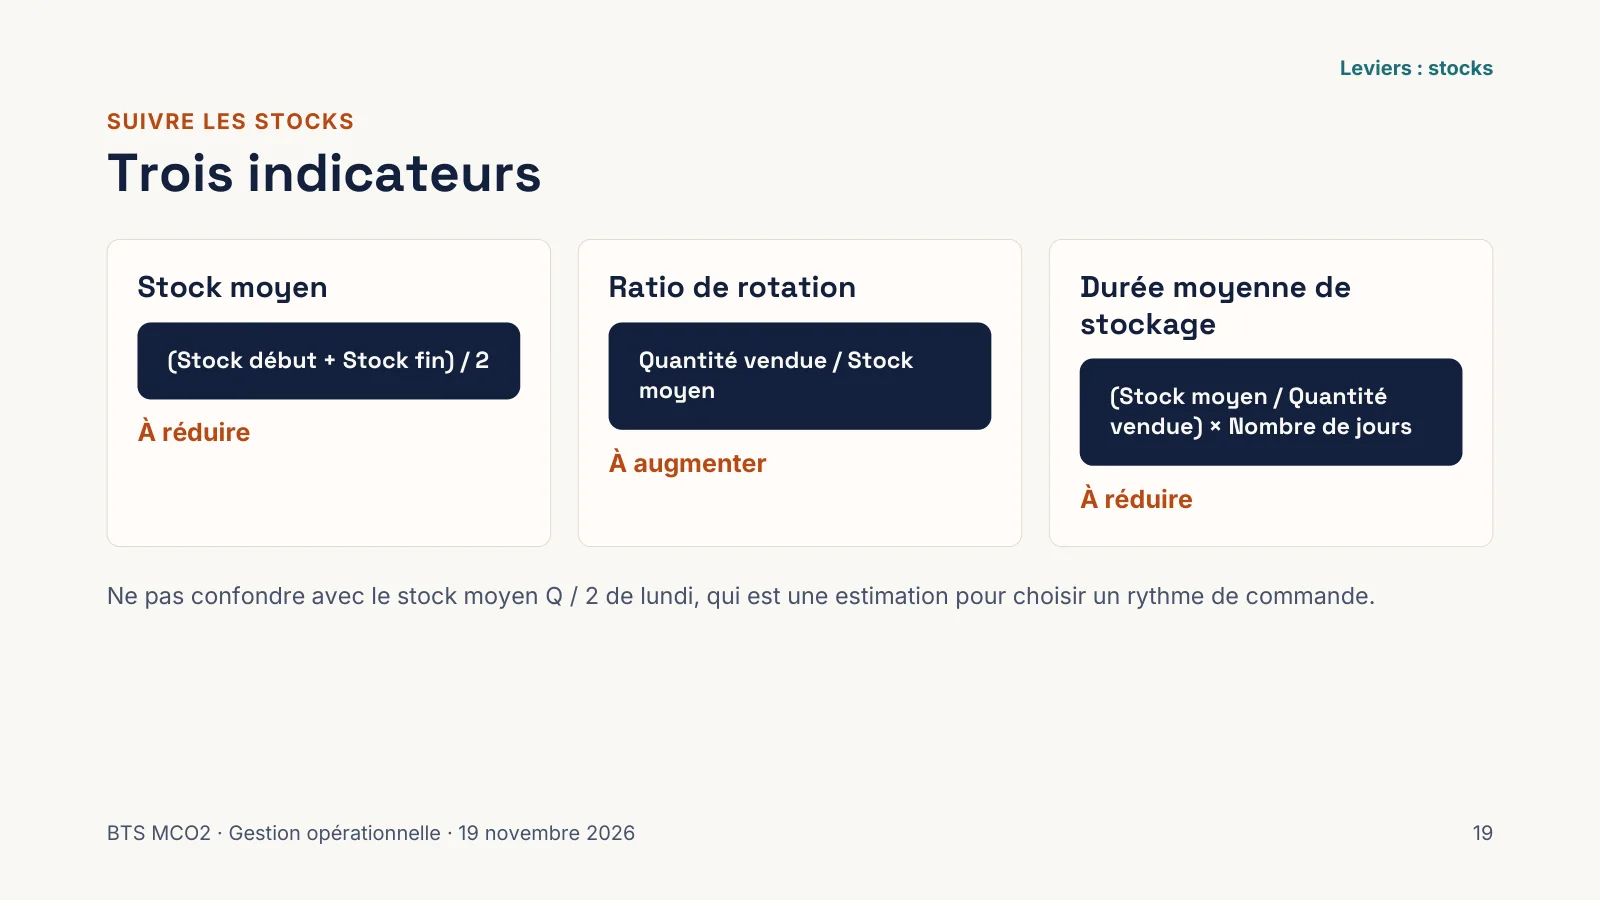 Leviers : stocks
SUIVRE LES STOCKS
Trois indicateurs
Stock moyen
(Stock début + Stock fin) / 2
À réduire
Ratio de rotation
Quantité vendue / Stock
moyen
À augmenter
Durée moyenne de
stockage
(Stock moyen / Quantité
vendue) × Nombre de jours
À réduire
Ne pas confondre avec le stock moyen Q / 2 de lundi, qui est une estimation pour choisir un rythme de commande.
BTS MCO2 · Gestion opérationnelle · 19 novembre 2026
19